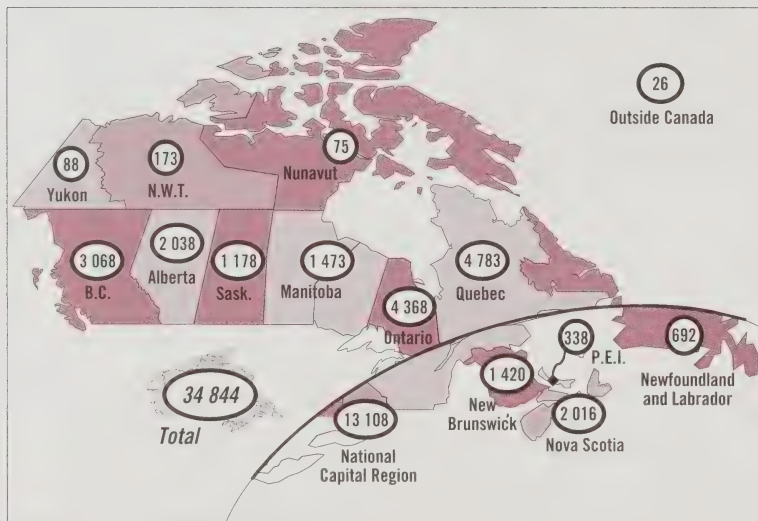 26
Outside Canada
88
Yukon
173
N.W.T.
75
Nunavut
3 068
B.C.
2 038
Alberta
1 178
Sask.
1 473
Manitoba
4 368
Ontario
4 783
Quebec
338
P.E.I.
692
Newfoundland
and Labrador
1 420
New
Brunswick
2 016
Nova Scotia
13 108
National
Capital Region
34 844
Total